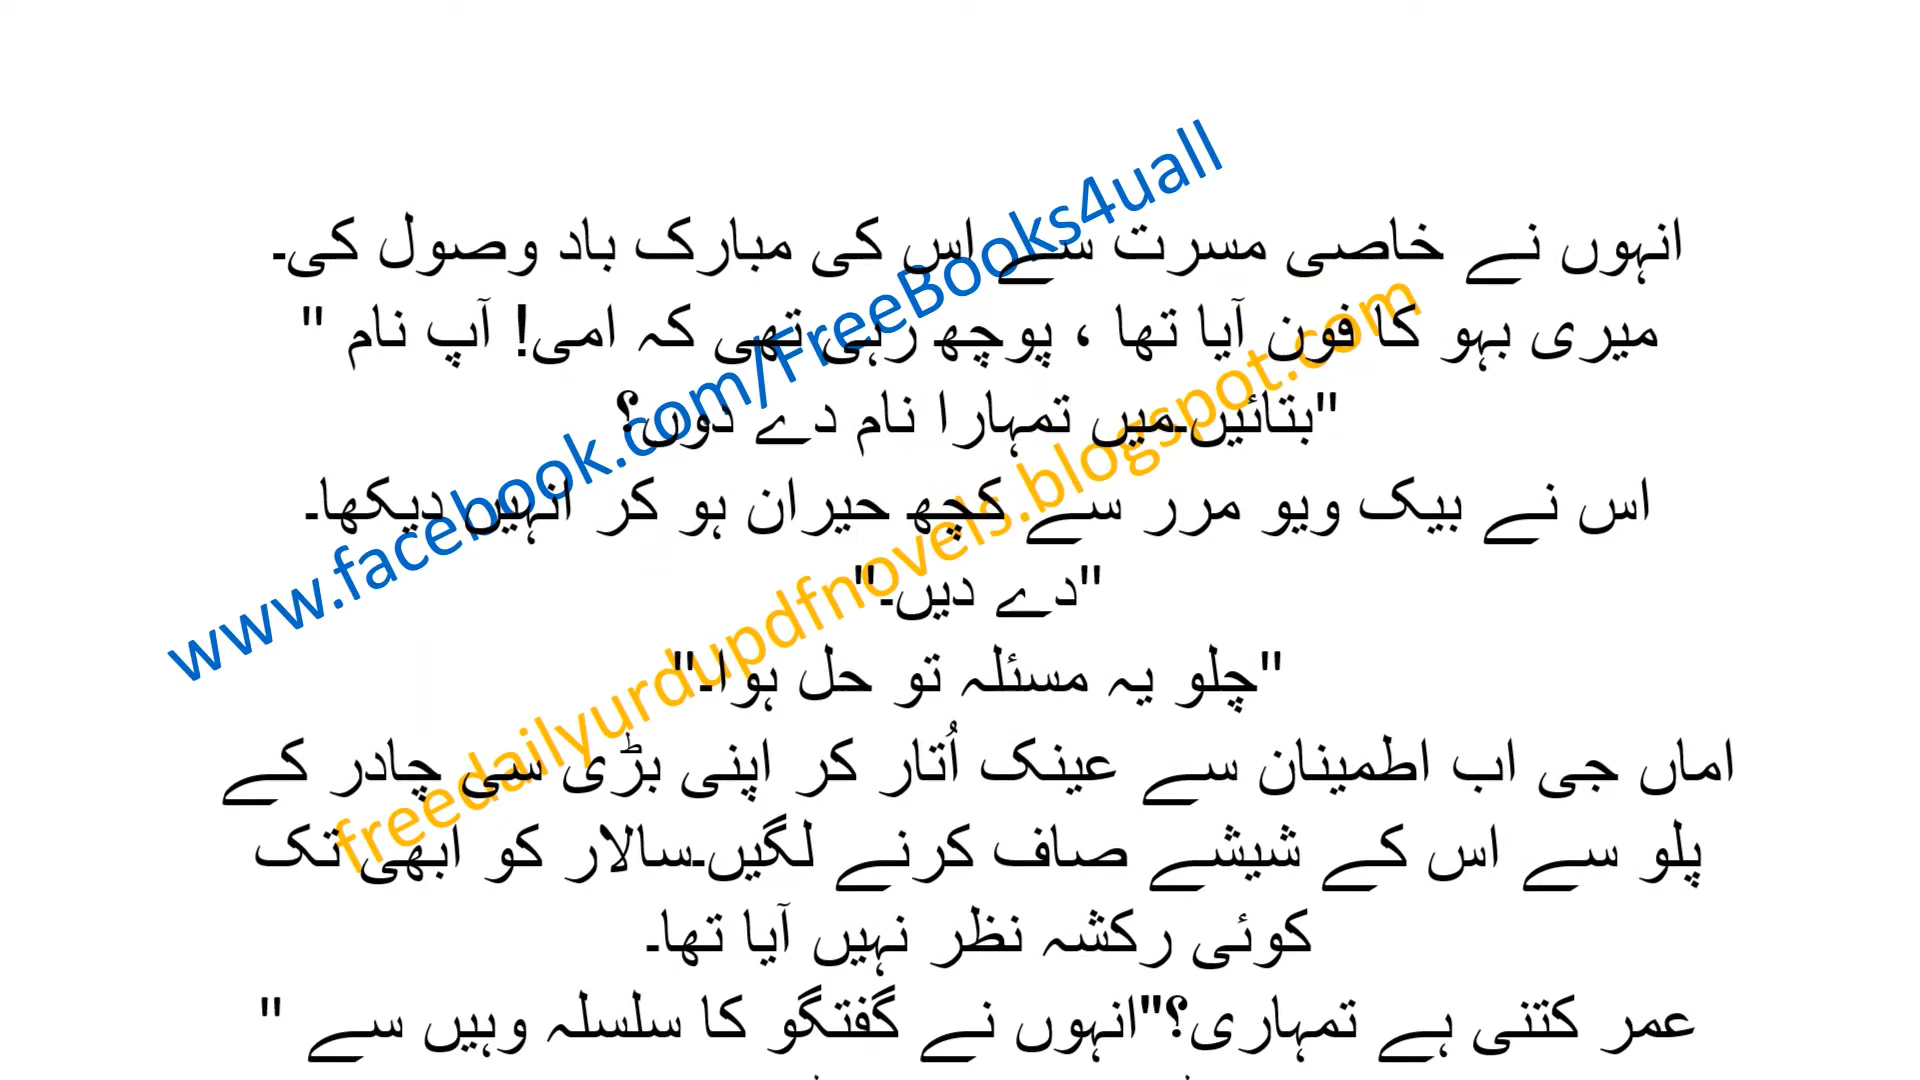 انہوں نے خاصی مسرت سے اس کی مبارک باد وصول کی۔
میری بہو کا فون آیا تھا ، پوچھ رہی تھی کہ امی! آپ نام "
"بتائیں۔میں تمہارا نام دے دوں؟
اس نے بیک ویو مرر سے کچھ حیران ہو کر انہیں دیکھا۔
"دے دیں۔"
"چلو یہ مسئلہ تو حل ہوا۔"
اماں جی اب اطمینان سے عینک اُتار کر اپنی بڑی سی چادر کے
پلو سے اس کے شیشے صاف کرنے لگیں۔سالار کو ابھی تک
کوئی رکشہ نظر نہیں آیا تھا۔
عمر کتنی ہے تمہاری؟"انہوں نے گفتگو کا سلسلہ وہیں سے "
www.facebook.com/FreeBooks4uall
freedailyurdupdfnovels.blogspot.com